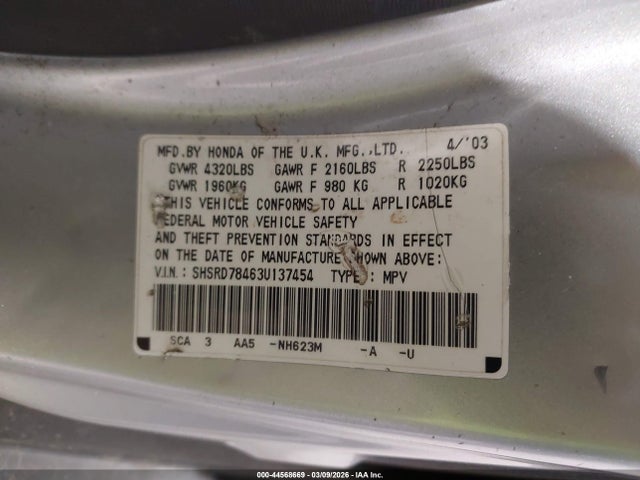 MFD.BY HONDA OF THE U.K. MFG.,LTD. 4/'03
GVWR 4320LBS GAWR F 2160LBS R 2250LBS
GVWR 1960KG GAWR F 980 KG R 1020KG
THIS VEHICLE CONFORMS TO ALL APPLICABLE
FEDERAL MOTOR VEHICLE SAFETY
AND THEFT PREVENTION STANDARDS IN EFFECT
ON THE DATE OF MANUFACTURE SHOWN ABOVE:
V.IN.: SHSRD78463U137454 TYPE: MPV
SCA 3 AA5 -NH623M -A -U
000-44568669 | 03/09/2026 | IAA Inc.